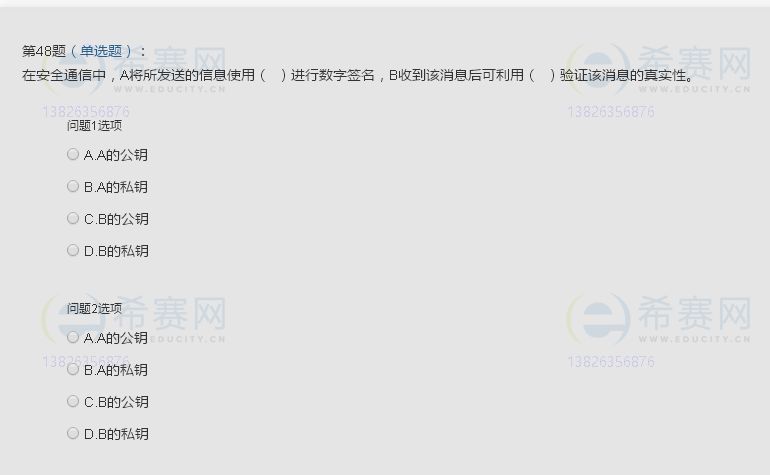 第48题（单选题）：
在安全通信中，A将所发送的信息使用（　）进行数字签名，B收到该消息后可利用（　）验证该消息的真实性。
希赛网
WWW.EDUCITY.CN
13826356876
希赛网
WWW.EDUCITY.CN
13826356876
问题1选项
A.A的公钥
B.A的私钥
C.B的公钥
D.B的私钥
问题2选项
希赛网
WWW.EDUCITY.CN
13826356876
希赛网
WWW.EDUCITY.CN
13826356876
A.A的公钥
B.A的私钥
C.B的公钥
D.B的私钥